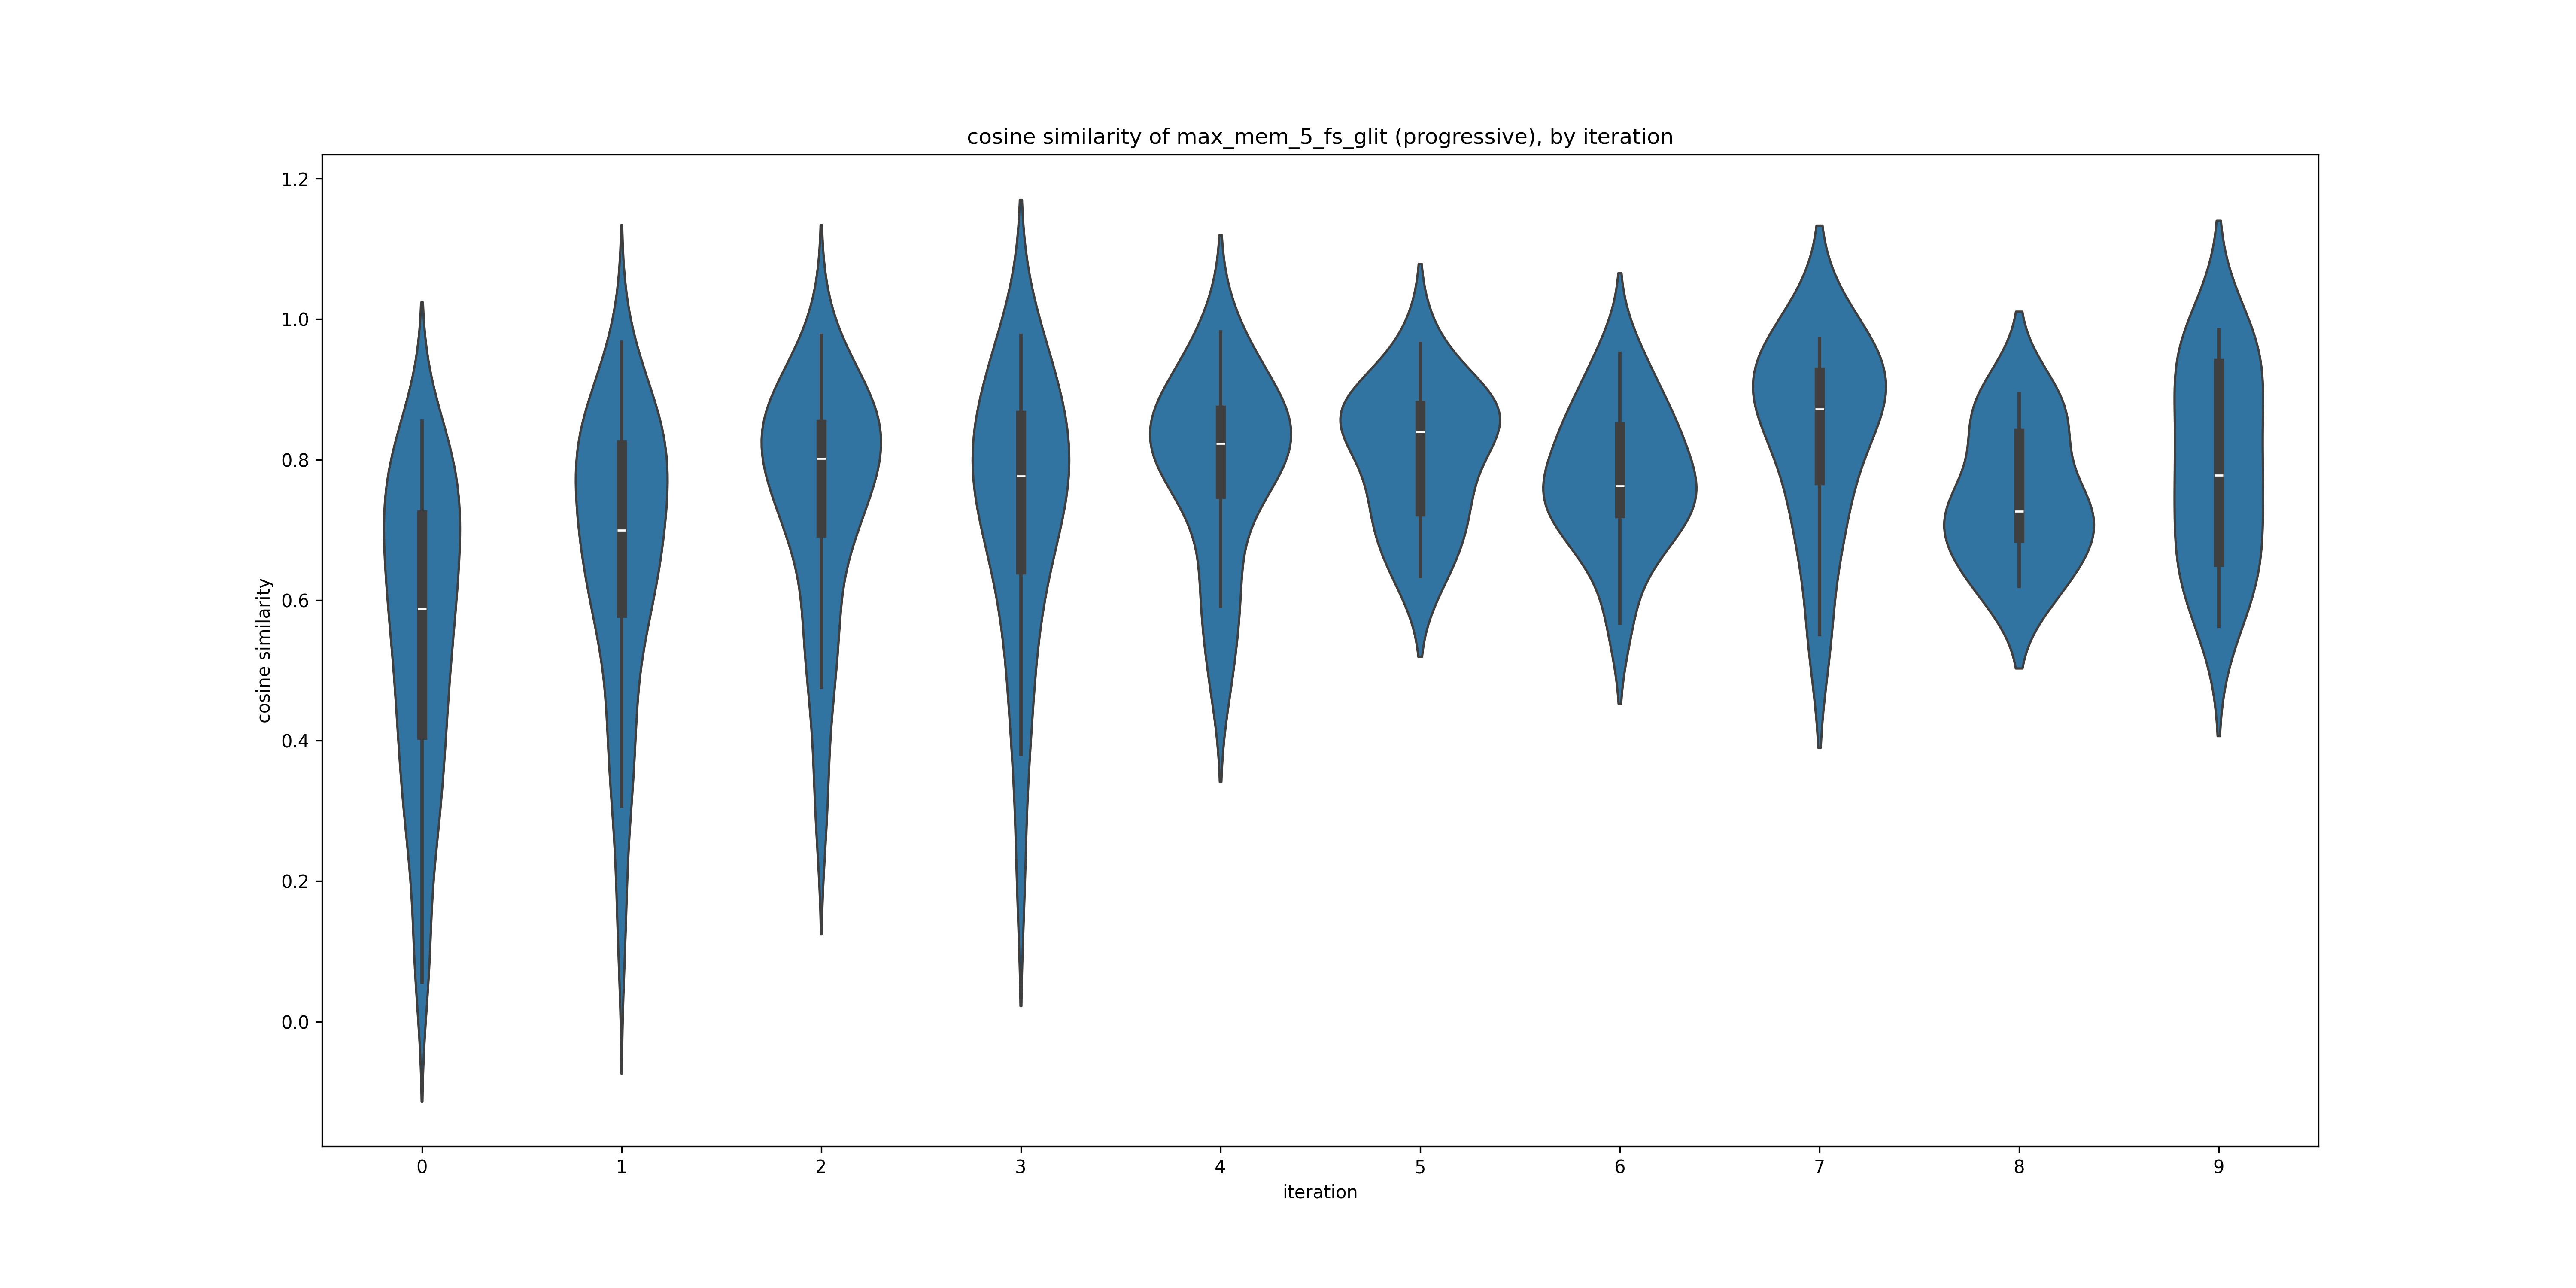 cosine similarity of max_mem_5_fs_glit (progressive), by iteration
1.2
1.0
0.8
0.6
0.4
0.2
0.0
cosine similarity
0 1 2 3 4 5 6 7 8 9
iteration